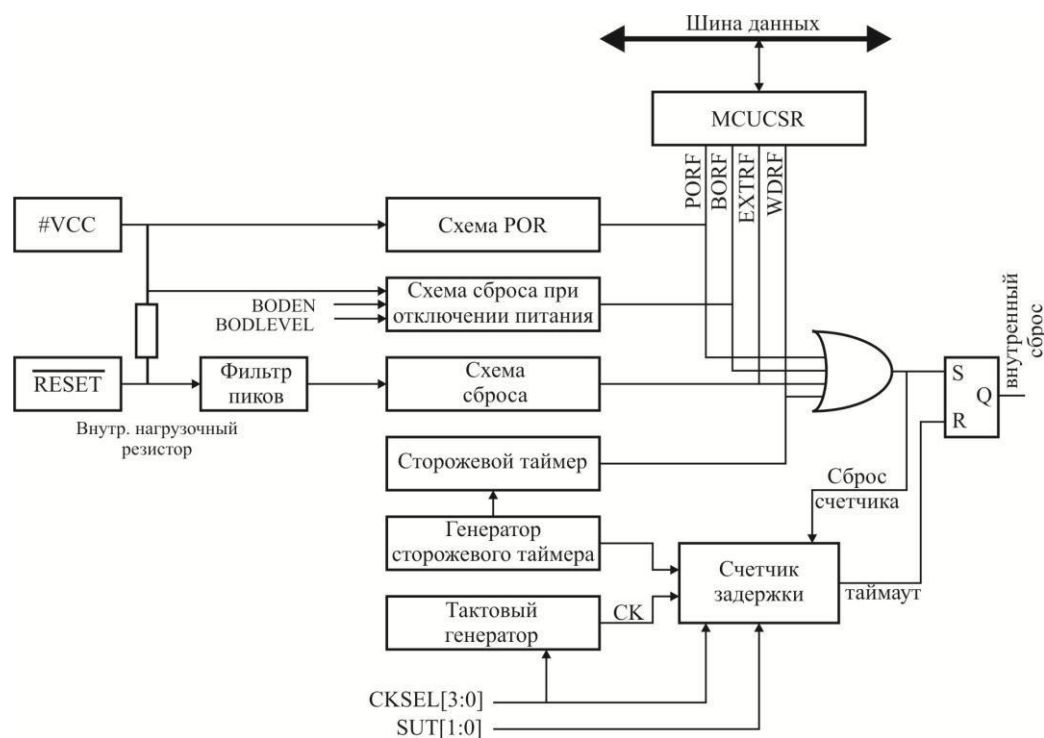 Шина данных
MCUCSR
PORF
BORF
EXTRF
WDRF
#VCC
Схема POR
Схема сброса при
отключении питания
BODEN
BODLEVEL
внутренный
сброс
RESET
Фильтр
пиков
Схема
сброса
S
Q
R
Внутр. нагрузочный
резистор
Сторожевой таймер
Сброс
счетчика
Генератор
сторожевого таймера
Счетчик
задержки
таймаут
Тактовый
генератор
CK
CKSEL[3:0]
SUT[1:0]